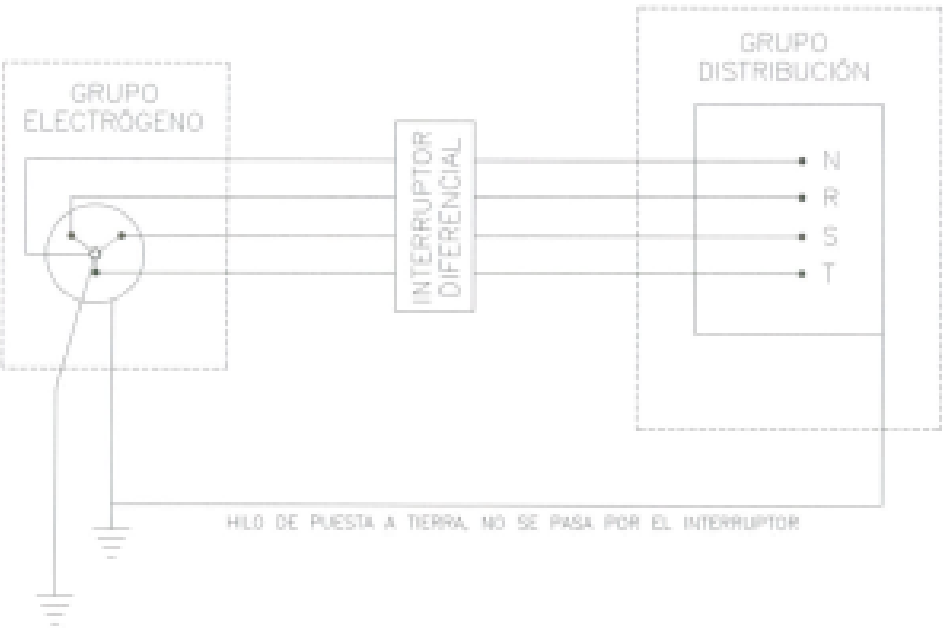 GRUPO
DISTRIBUCIÓN
GRUPO
ELECTRÓGENO
INTERRUPTOR
DIFERENCIAL
N
R
S
T
HILO DE PUESTA A TIERRA, NO SE PASA POR EL INTERRUPTOR